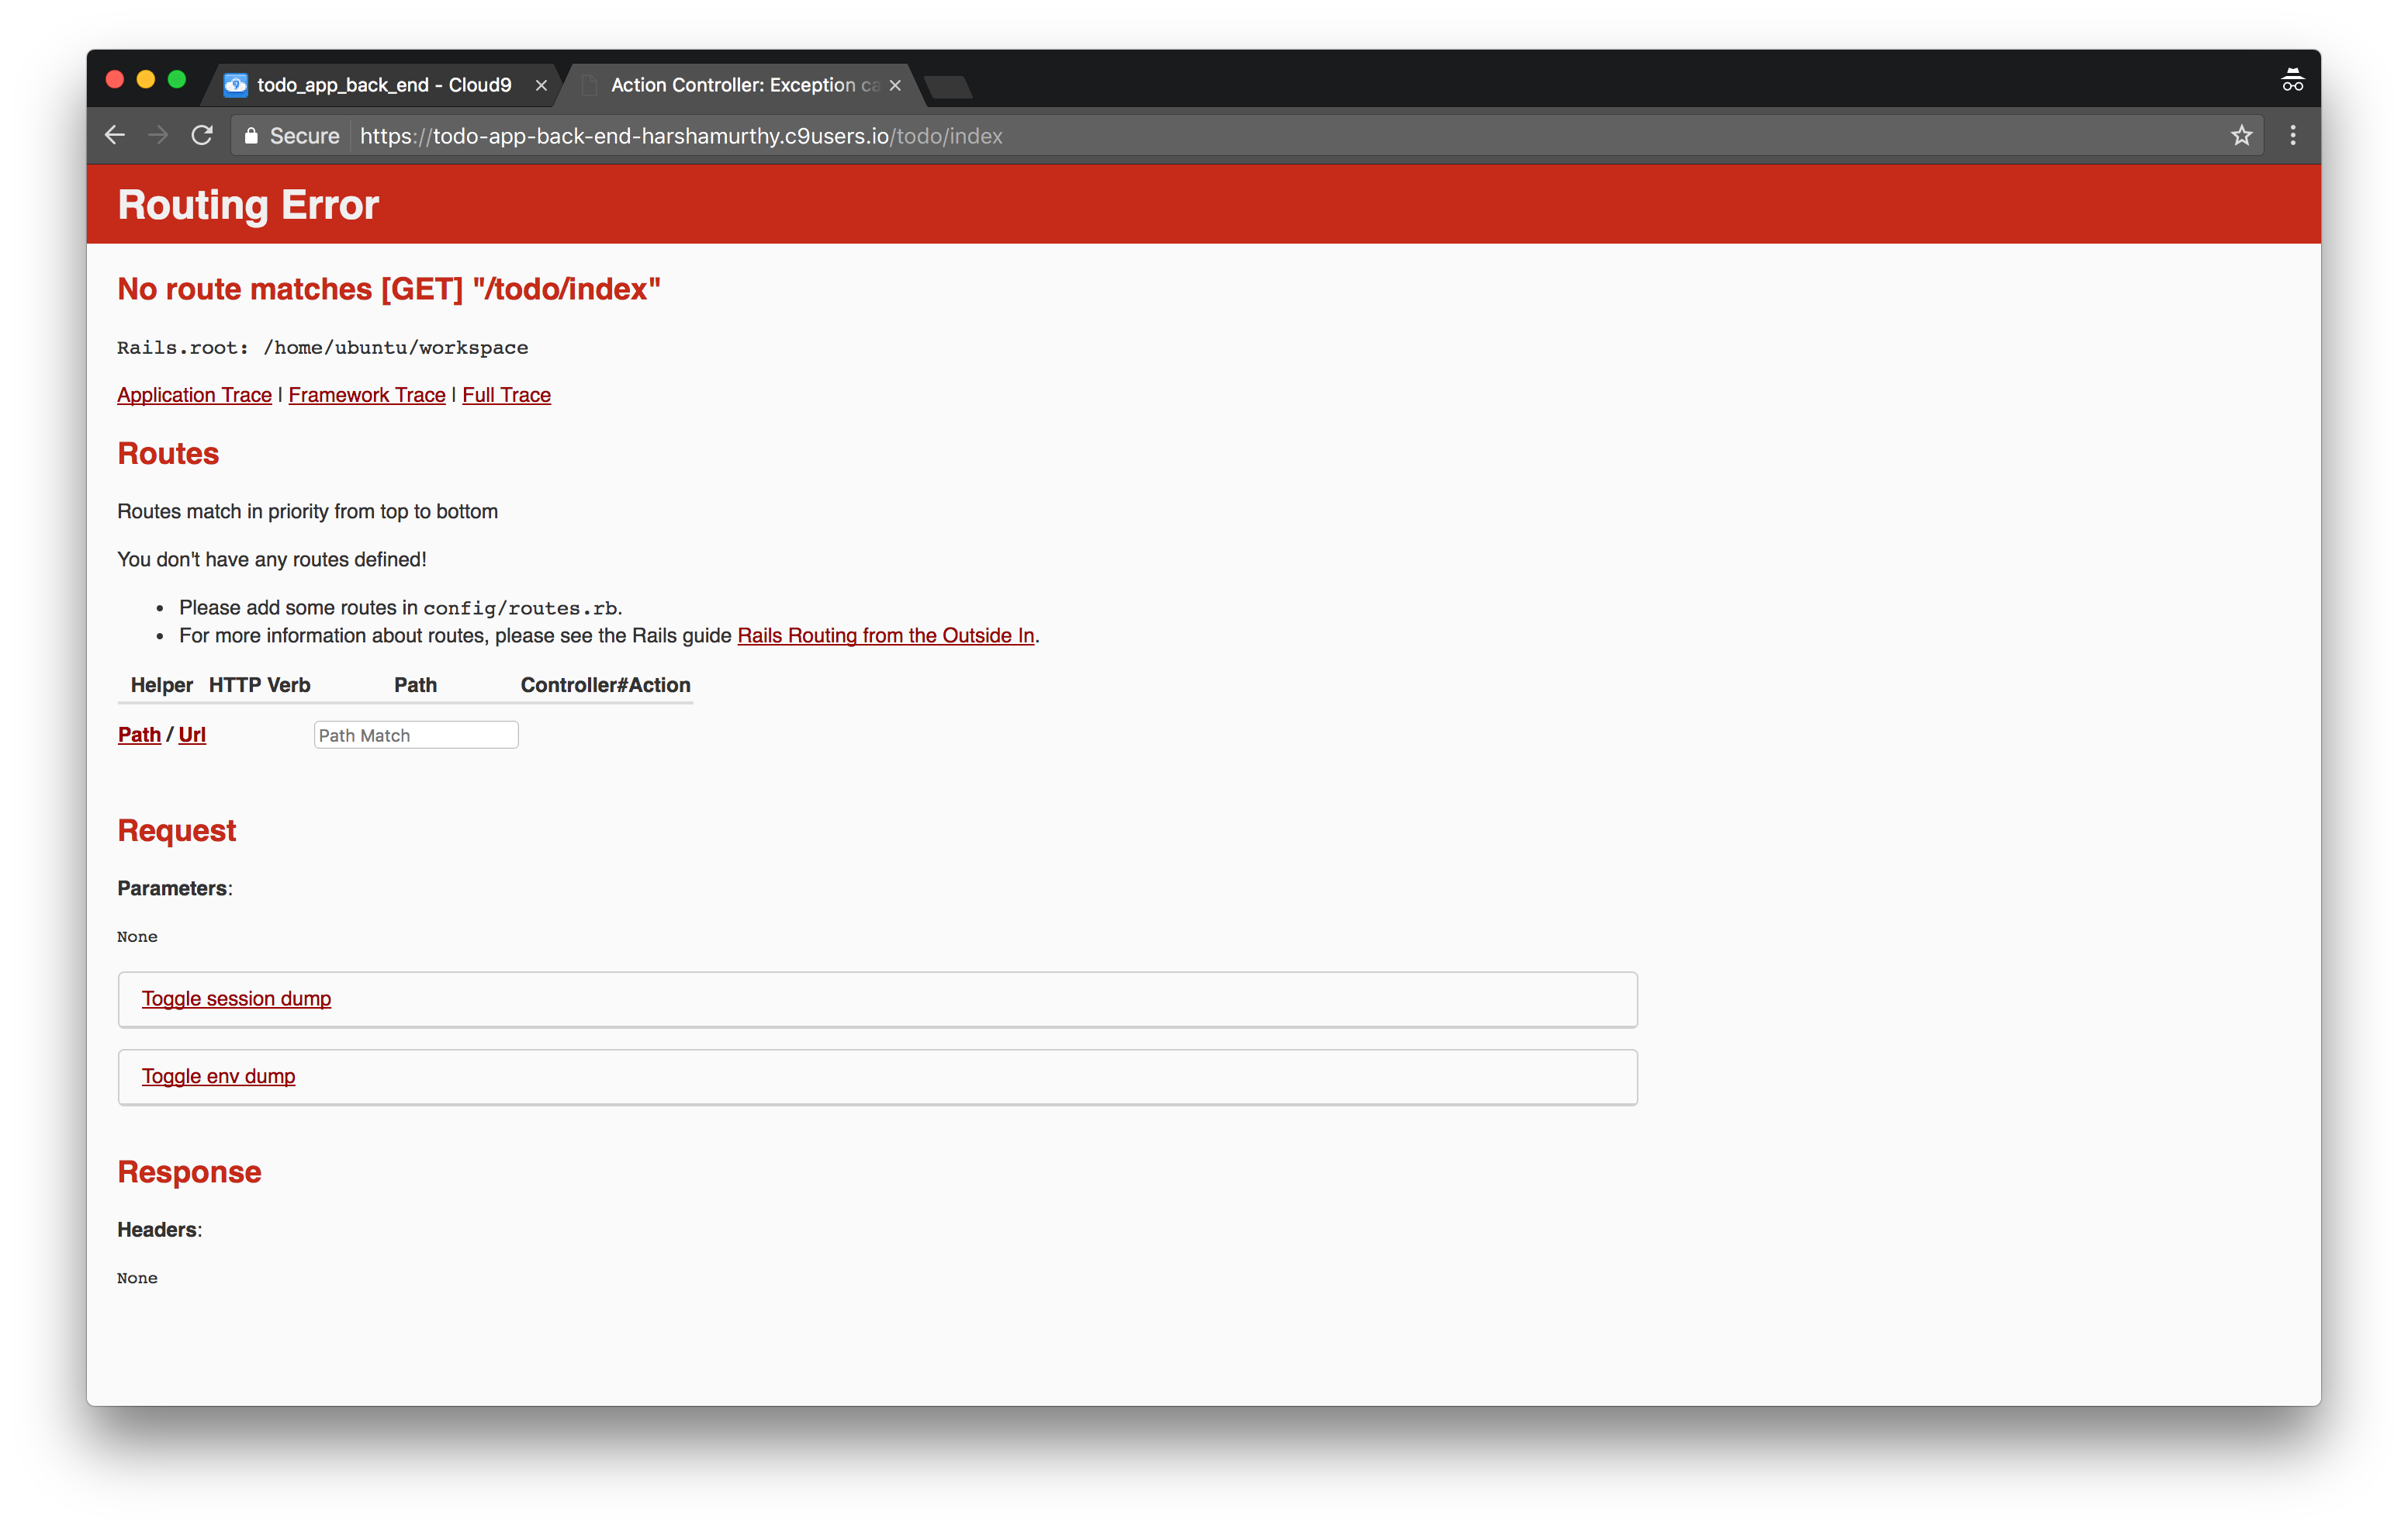 todo_app_back_end - Cloud9
Action Controller: Exception ca
Secure https://todo-app-back-end-harshamurthy.c9users.io/todo/index
Routing Error
No route matches [GET] "/todo/index"
Rails.root: /home/ubuntu/workspace
Application Trace | Framework Trace | Full Trace
Routes
Routes match in priority from top to bottom
You don't have any routes defined!
• Please add some routes in config/routes.rb.
• For more information about routes, please see the Rails guide Rails Routing from the Outside In.
Helper HTTP Verb Path Controller#Action
Path / Url Path Match
Request
Parameters:
None
Toggle session dump
Toggle env dump
Response
Headers:
None